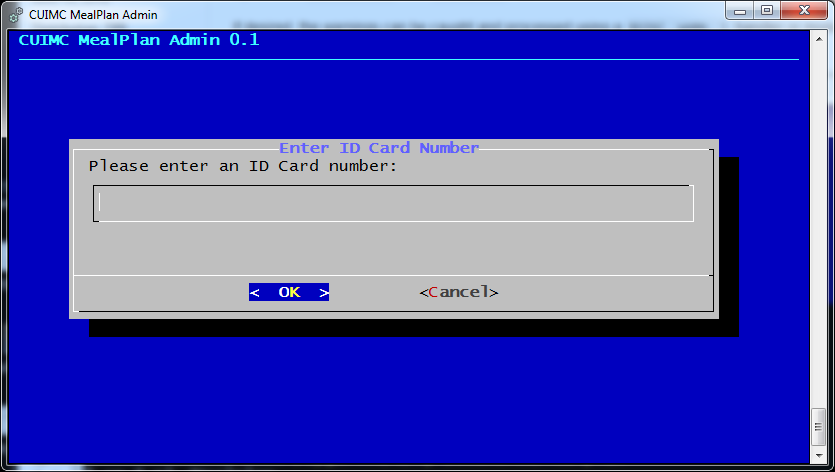 CUIMC MealPlan Admin
CUIMC MealPlan Admin 0.1
Enter ID Card Number
Please enter an ID Card number:
< OK > <Cancel>